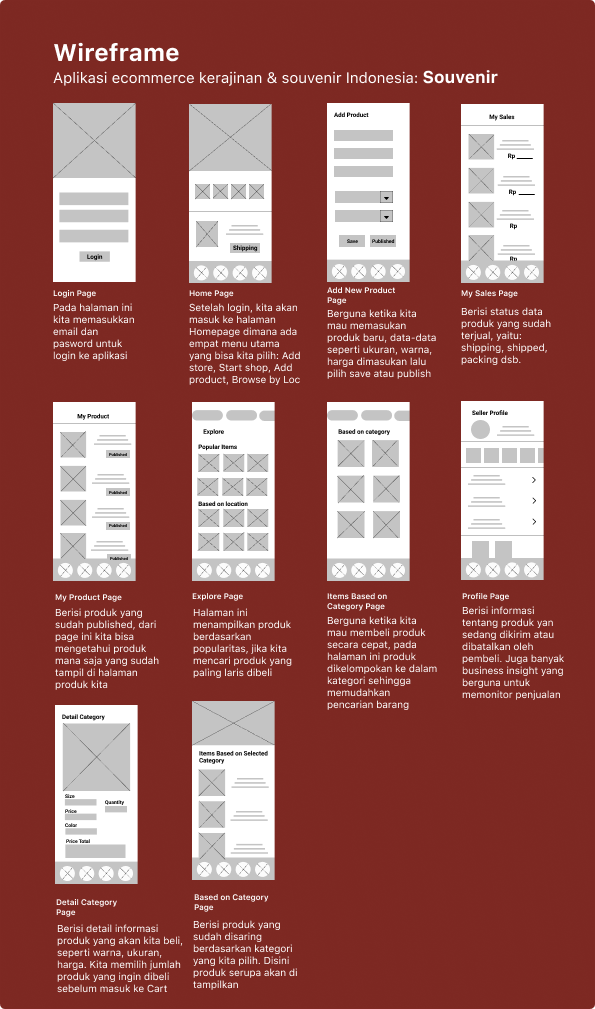 Wireframe
Aplikasi ecommerce kerajinan & souvenir Indonesia: Souvenir
Login
Login Page
Pada halaman ini
kita memasukkan
email dan
pasword untuk
login ke aplikasi
Shipping
Home Page
Setelah login, kita akan
masuk ke halaman
Homepage dimana ada
empat menu utama
yang bisa kita pilih: Add
store, Start shop, Add
product, Browse by Loc
Add Product
Save
Published
Add New Product
Page
Berguna ketika kita
mau memasukan
produk baru, data-data
seperti ukuran, warna,
harga dimasukan lalu
pilih save atau publish
My Sales
Rp ____
Rp ____
Rp
Rp
My Sales Page
Berisi status data
produk yang sudah
terjual, yaitu:
shipping, shipped,
packing dsb.
My Product
Published
Published
Published
Published
My Product Page
Berisi produk yang
sudah published, dari
page ini kita bisa
mengetahui produk
mana saja yang sudah
tampil di halaman
produk kita
Explore
Popular Items
Based on location
Explore Page
Halaman ini
menampilkan produk
berdasarkan
popularitas, jika kita
mencari produk yang
paling laris dibeli
Based on category
Items Based on
Category Page
Berguna ketika kita
mau membeli produk
secara cepat, pada
halaman ini produk
dikelompokan ke dalam
kategori sehingga
memudahkan
pencarian barang
Seller Profile
Profile Page
Berisi informasi
tentang produk yan
sedang dikirim atau
dibatalkan oleh
pembeli. Juga banyak
business insight yang
berguna untuk
memonitor penjualan
Detail Category
Size
Quantity
Price
Color
Price Total
Detail Category
Page
Berisi detail informasi
produk yang akan kita beli,
seperti warna, ukuran,
harga. Kita memilih jumlah
produk yang ingin dibeli
sebelum masuk ke Cart
Items Based on Selected
Category
Based on Category
Page
Berisi produk yang
sudah disaring
berdasarkan kategori
yang kita pilih. Disini
produk serupa akan di
tampilkan